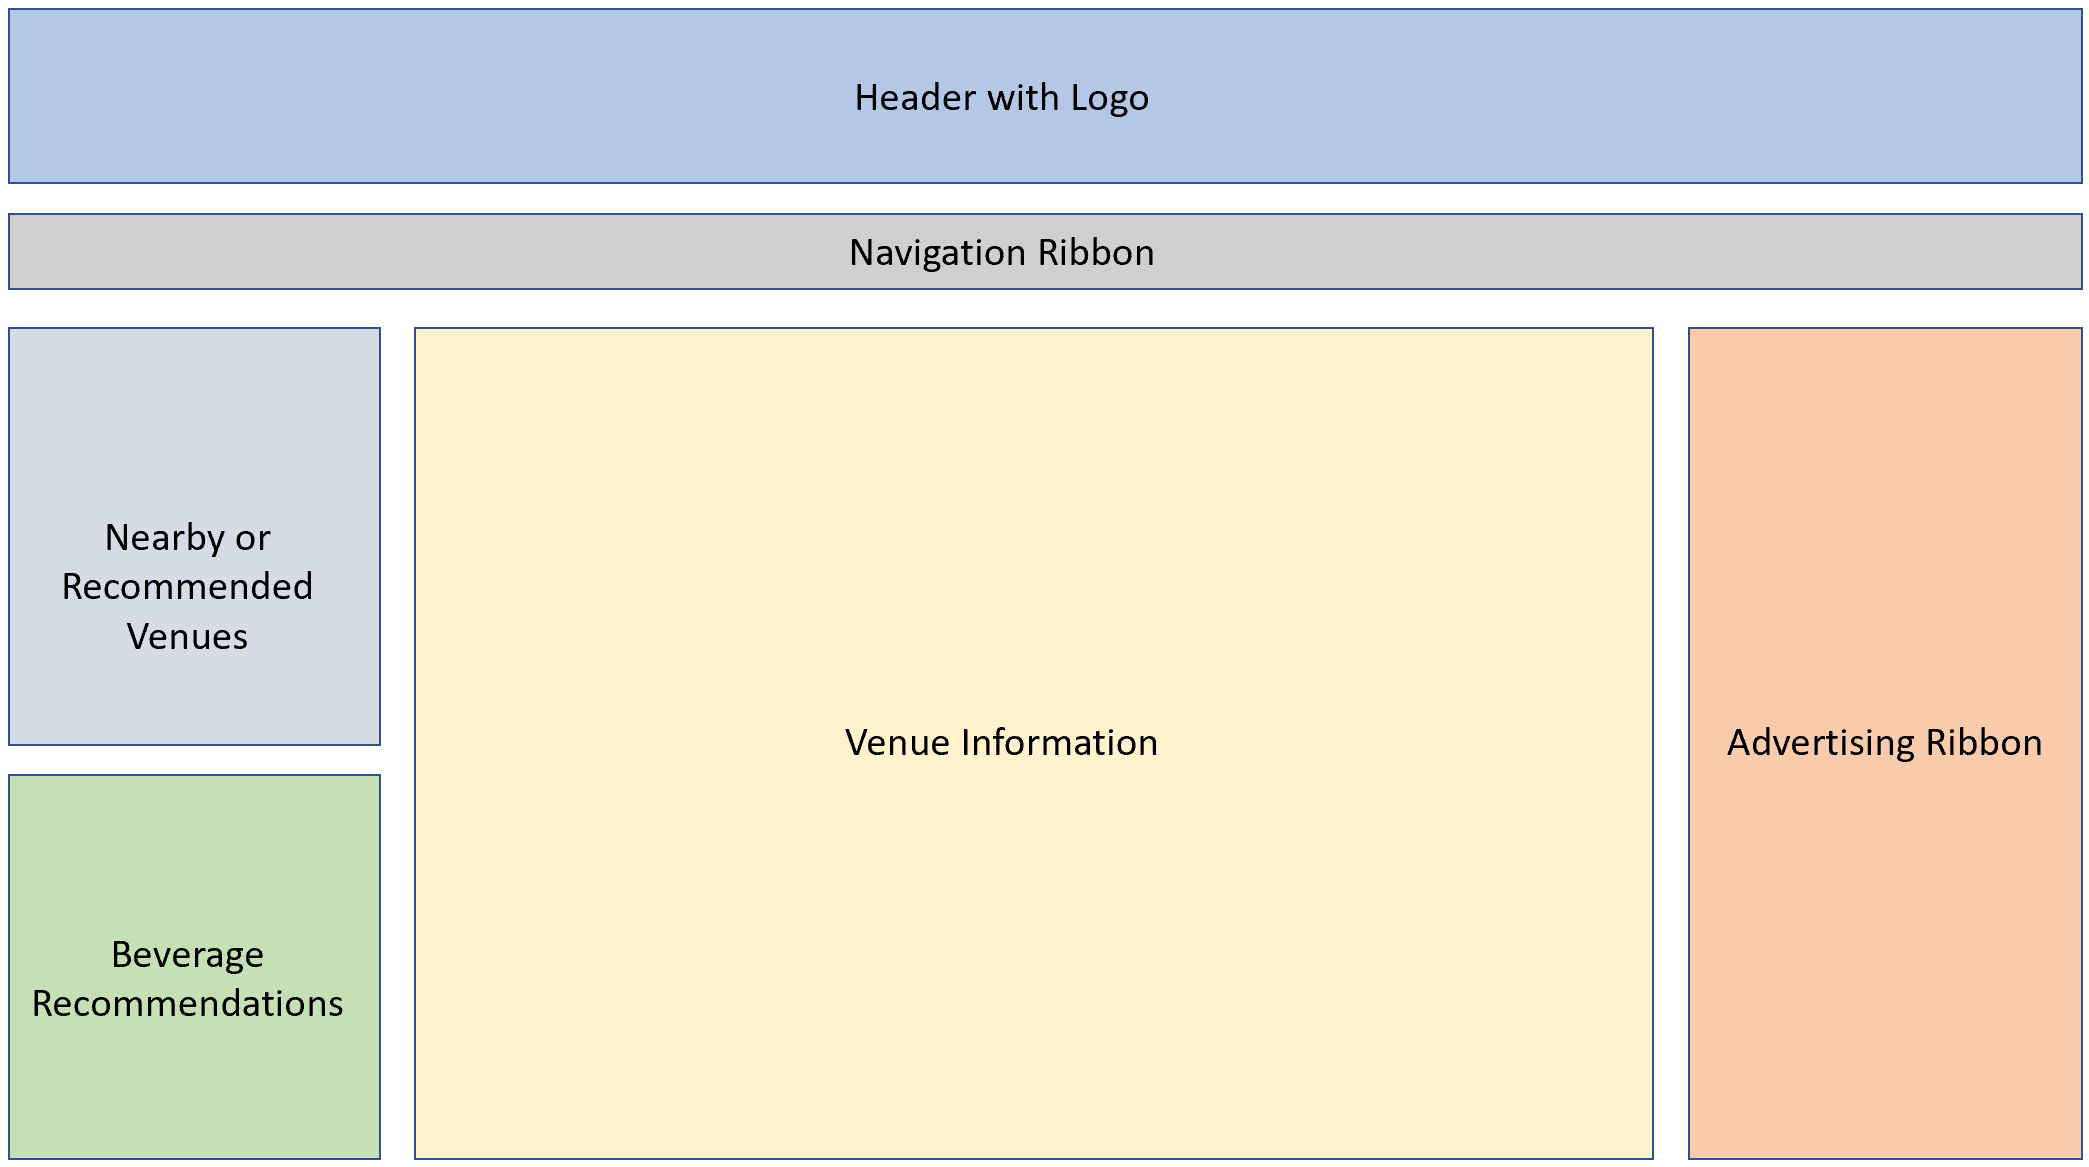 Header with Logo
Navigation Ribbon
Nearby or
Recommended
Venues
Beverage
Recommendations
Venue Information
Advertising Ribbon